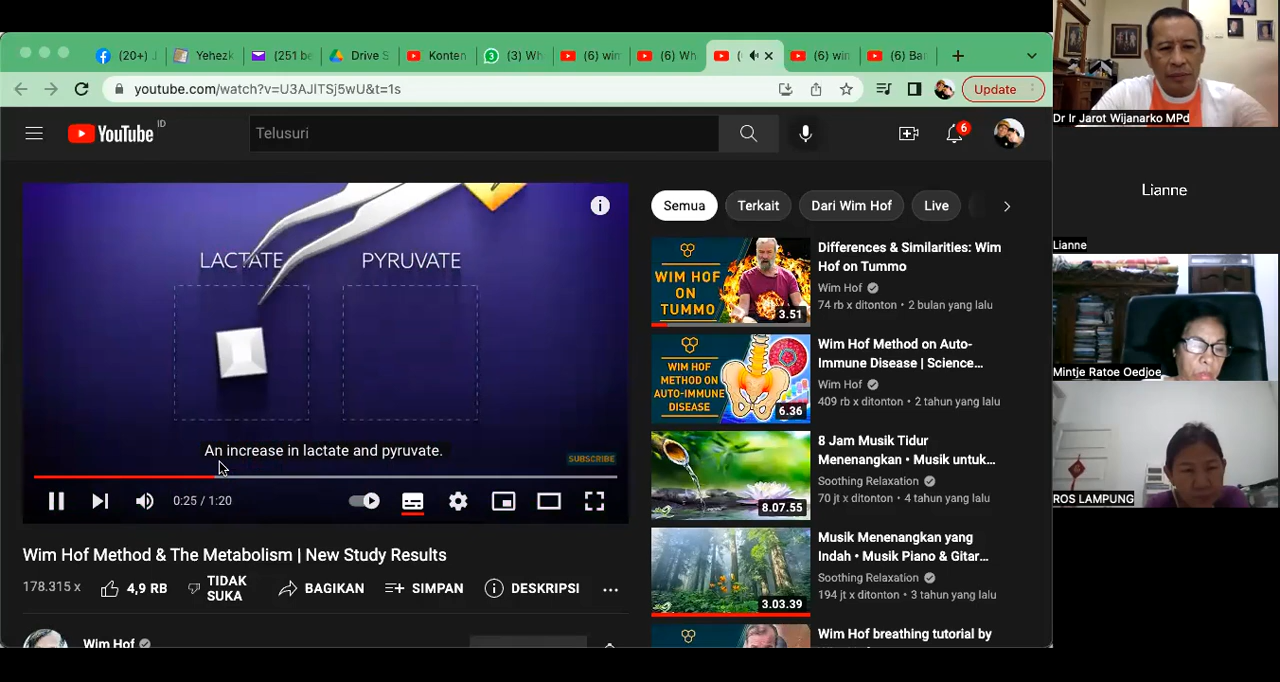 (20+)
Yehezk
(251 be
Drive S
Konten
(3) Wh
(6) wim
(6) Wh
(
(6) wim
(6) Ba
youtube.com/watch?v=U3AJITSj5wU&t=1s
Update
YouTube ID
Telusuri
6
LACTATE
PYRUVATE
An increase in lactate and pyruvate.
SUBSCRIBE
0:25 / 1:20
Wim Hof Method & The Metabolism | New Study Results
178.315 x
4,9 RB
TIDAK
SUKA
BAGIKAN
SIMPAN
DESKRIPSI
Wim Hof
Semua
Terkait
Dari Wim Hof
Live
WIM HOF
ON
TUMMO
3.51
Differences & Similarities: Wim
Hof on Tummo
Wim Hof
74 rb x ditonton • 2 bulan yang lalu
WIM HOF
METHOD ON
AUTO-IMMUNE
DISEASE
6.36
Wim Hof Method on Auto-
Immune Disease | Science...
Wim Hof
409 rb x ditonton • 2 tahun yang lalu
8.07.55
8 Jam Musik Tidur
Menenangkan • Musik untuk...
Soothing Relaxation
70 jt x ditonton • 4 tahun yang lalu
3.03.39
Musik Menenangkan yang
Indah • Musik Piano & Gitar...
Soothing Relaxation
194 jt x ditonton • 3 tahun yang lalu
Wim Hof breathing tutorial by
Dr Ir Jarot Wijanarko MPd
Lianne
Lianne
Mintje Ratoe Oedjoe
ROS LAMPUNG